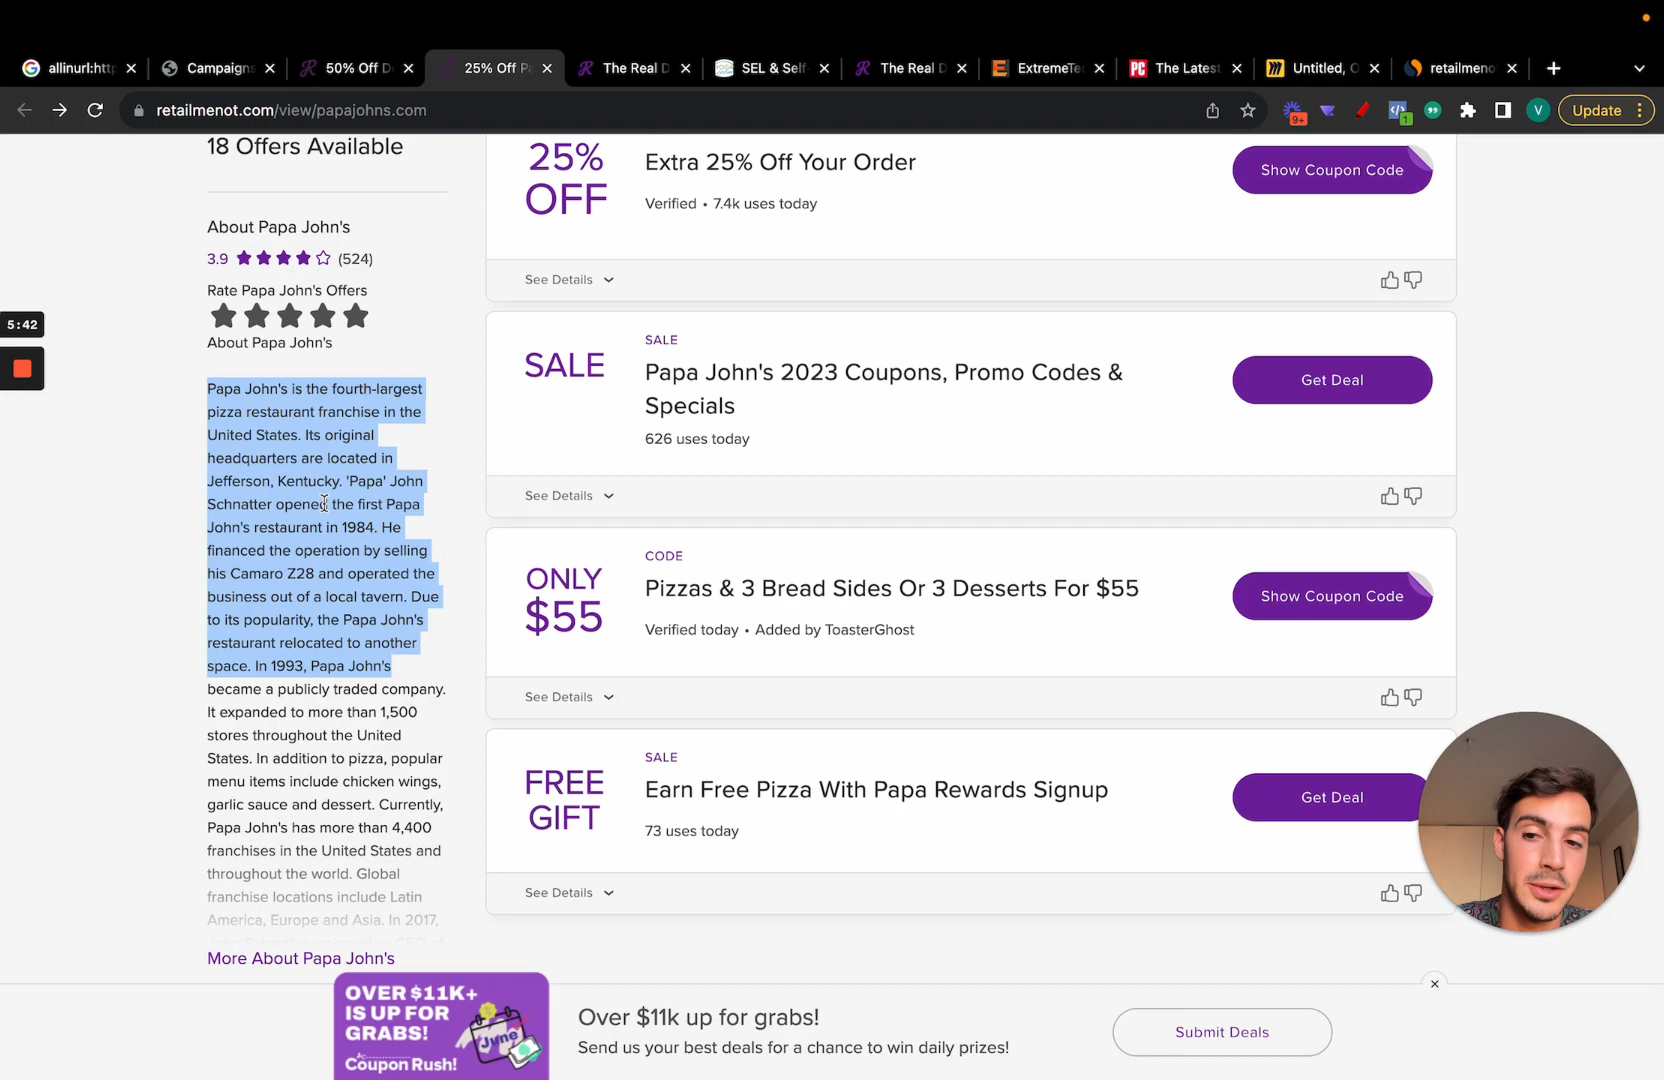 allinurl:http
Campaigns
50% Off D
25% Off Pa
The Real D
SEL & Self-
The Real D
ExtremeTec
PC
The Latest
Untitled, O
retailmenot
retailmenot.com/view/papajohns.com
9+
1
V
Update
18 Offers Available
About Papa John's
3.9
(524)
Rate Papa John's Offers
About Papa John's
Papa John's is the fourth-largest
pizza restaurant franchise in the
United States. Its original
headquarters are located in
Jefferson, Kentucky. 'Papa' John
Schnatter opened the first Papa
John's restaurant in 1984. He
financed the operation by selling
his Camaro Z28 and operated the
business out of a local tavern. Due
to its popularity, the Papa John's
restaurant relocated to another
space. In 1993, Papa John's
became a publicly traded company.
It expanded to more than 1,500
stores throughout the United
States. In addition to pizza, popular
menu items include chicken wings,
garlic sauce and dessert. Currently,
Papa John's has more than 4,400
franchises in the United States and
throughout the world. Global
franchise locations include Latin
America, Europe and Asia. In 2017,
More About Papa John's
5:42
25%
OFF
Extra 25% Off Your Order
Verified • 7.4k uses today
Show Coupon Code
See Details
SALE
SALE
Papa John's 2023 Coupons, Promo Codes &
Specials
626 uses today
Get Deal
See Details
ONLY
$55
CODE
Pizzas & 3 Bread Sides Or 3 Desserts For $55
Verified today • Added by ToasterGhost
Show Coupon Code
See Details
FREE
GIFT
SALE
Earn Free Pizza With Papa Rewards Signup
73 uses today
Get Deal
See Details
OVER $11K+
IS UP FOR
GRABS!
June
Coupon Rush!
Over $11k up for grabs!
Send us your best deals for a chance to win daily prizes!
Submit Deals